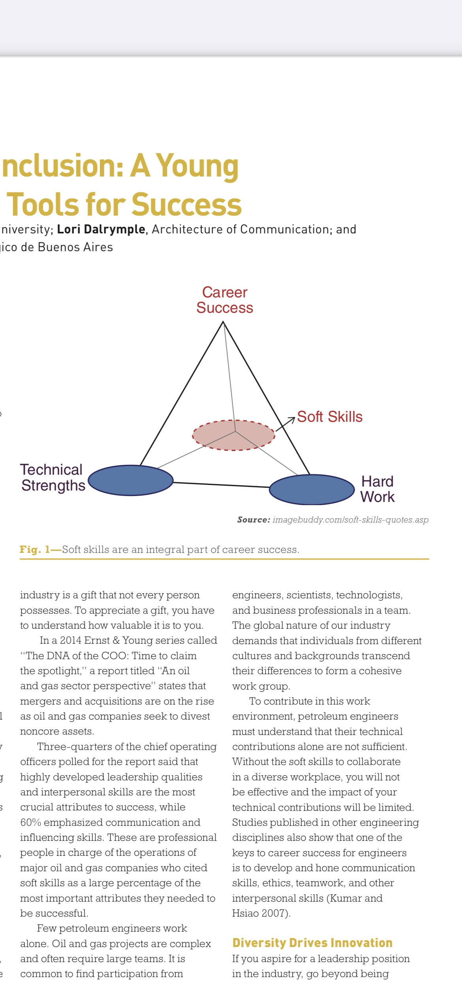 nclusion: A Young
Tools for Success
niversity; Lori Dalrymple, Architecture of Communication; and
gico de Buenos Aires
Career
Success
Soft Skills
Technical
Strengths
Hard
Work
Source: imagebuddy.com/soft-skills-quotes.asp
Fig. 1—Soft skills are an integral part of career success.
industry is a gift that not every person
possesses. To appreciate a gift, you have
to understand how valuable it is to you.
In a 2014 Ernst & Young series called
“The DNA of the COO: Time to claim
the spotlight,” a report titled “An oil
and gas sector perspective” states that
mergers and acquisitions are on the rise
as oil and gas companies seek to divest
noncore assets.
Three-quarters of the chief operating
officers polled for the report said that
highly developed leadership qualities
and interpersonal skills are the most
crucial attributes to success, while
60% emphasized communication and
influencing skills. These are professional
people in charge of the operations of
major oil and gas companies who cited
soft skills as a large percentage of the
most important attributes they needed to
be successful.
Few petroleum engineers work
alone. Oil and gas projects are complex
and often require large teams. It is
common to find participation from
engineers, scientists, technologists,
and business professionals in a team.
The global nature of our industry
demands that individuals from different
cultures and backgrounds transcend
their differences to form a cohesive
work group.
To contribute in this work
environment, petroleum engineers
must understand that their technical
contributions alone are not sufficient.
Without the soft skills to collaborate
in a diverse workplace, you will not
be effective and the impact of your
technical contributions will be limited.
Studies published in other engineering
disciplines also show that one of the
keys to career success for engineers
is to develop and hone communication
skills, ethics, teamwork, and other
interpersonal skills (Kumar and
Hsiao 2007).
Diversity Drives Innovation
If you aspire for a leadership position
in the industry, go beyond being